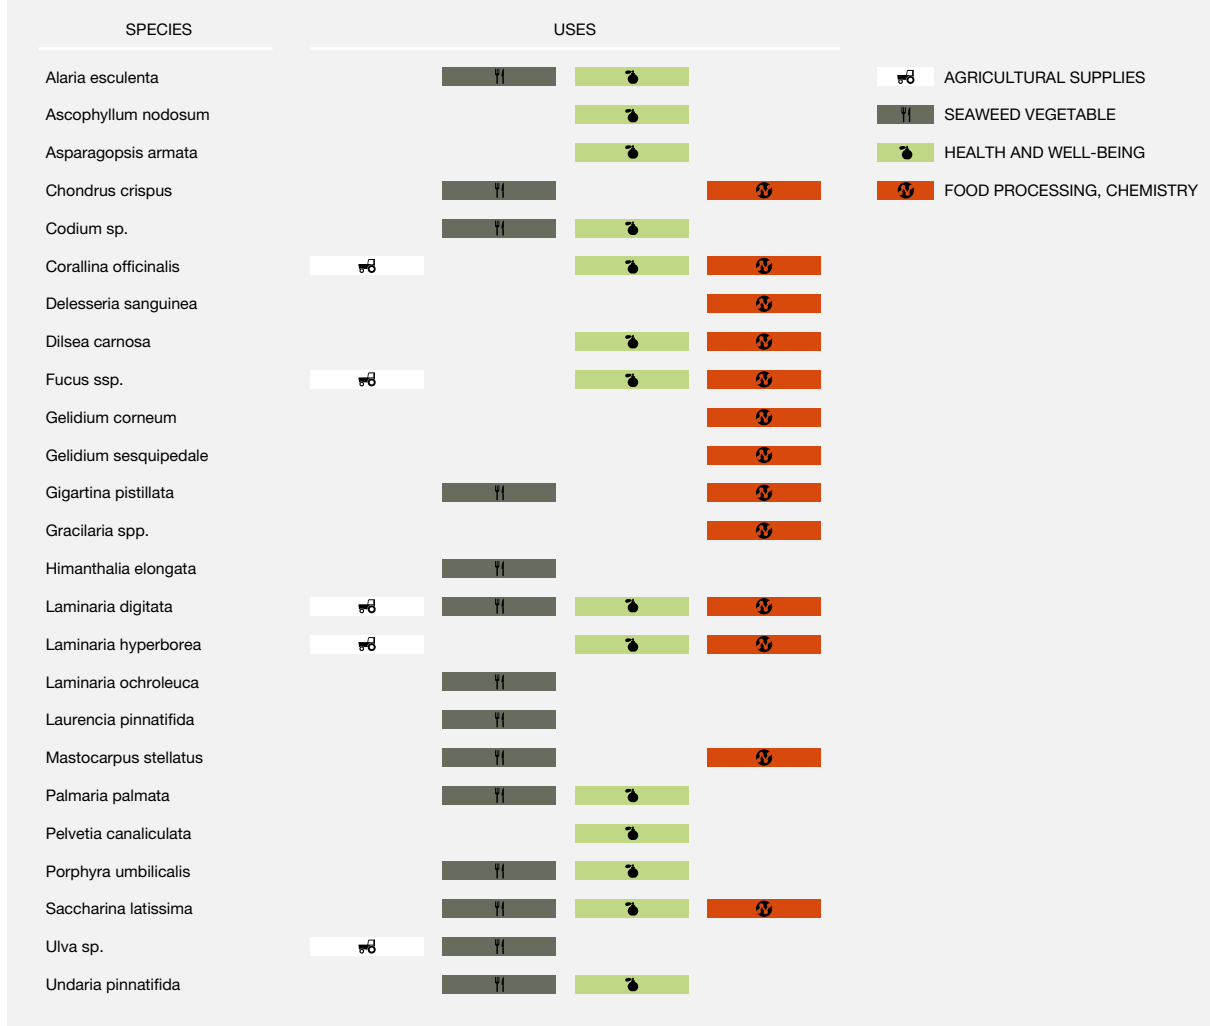 SPECIES USES
Alaria esculenta AGRICULTURAL SUPPLIES
Ascophyllum nodosum SEAWEED VEGETABLE
Asparagopsis armata HEALTH AND WELL-BEING
Chondrus crispus FOOD PROCESSING, CHEMISTRY
Codium sp.
Corallina officinalis
Delesseria sanguinea
Dilsea carnosa
Fucus ssp.
Gelidium corneum
Gelidium sesquipedale
Gigartina pistillata
Gracilaria spp.
Himanthalia elongata
Laminaria digitata
Laminaria hyperborea
Laminaria ochroleuca
Laurencia pinnatifida
Mastocarpus stellatus
Palmaria palmata
Pelvetia canaliculata
Porphyra umbilicalis
Saccharina latissima
Ulva sp.
Undaria pinnatifida